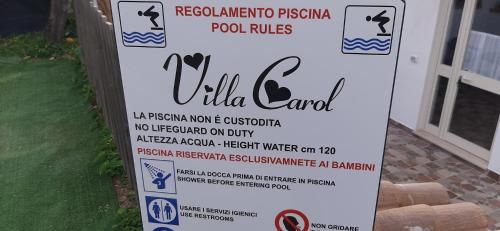 REGOLAMENTO PISCINA
POOL RULES
Villa Carol
LA PISCINA NON É CUSTODITA
NO LIFEGUARD ON DUTY
ALTEZZA ACQUA - HEIGHT WATER cm 120
PISCINA RISERVATA ESCLUSIVAMNETE AI BAMBINI
FARSI LA DOCCA PRIMA DI ENTRARE IN PISCINA
SHOWER BEFORE ENTERING POOL
USARE I SERVIZI IGIENICI
USE RESTROOMS
NON GRIDARE